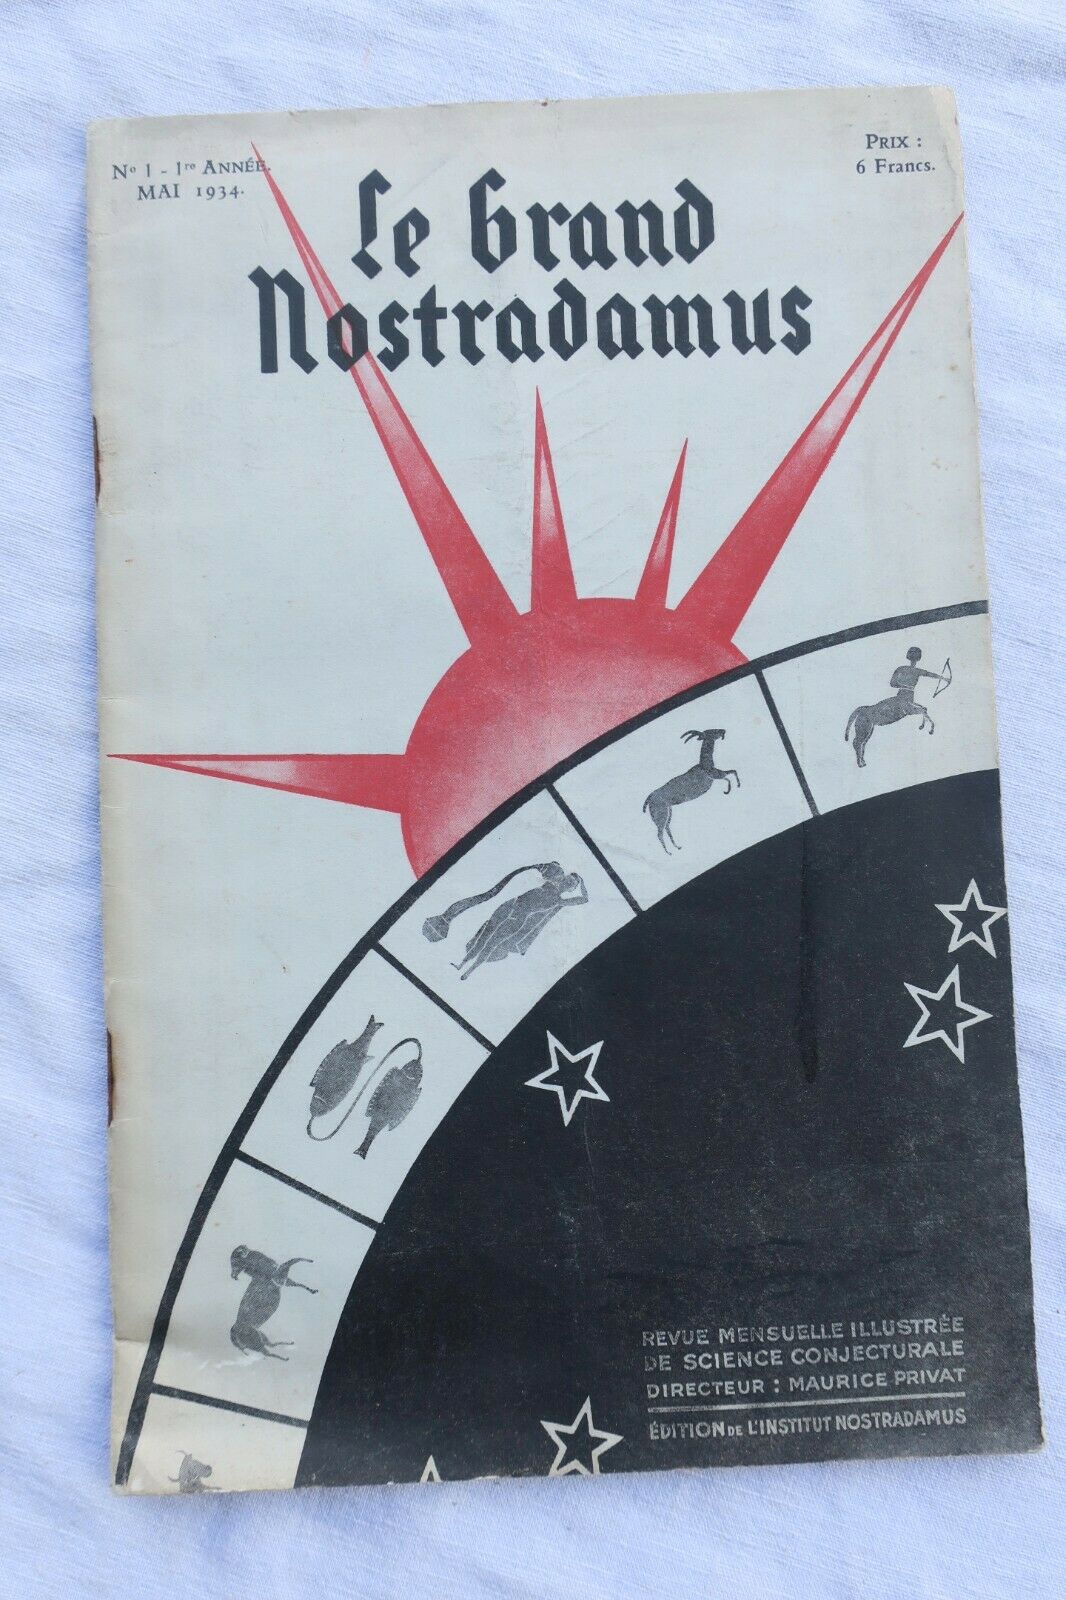 Nº 1 - 1re ANNÉE.
MAI 1934.
PRIX :
6 Francs.
Le Grand
Nostradamus
REVUE MENSUELLE ILLUSTRÉE
DE SCIENCE CONJECTURALE
DIRECTEUR : MAURICE PRIVAT
ÉDITION DE L'INSTITUT NOSTRADAMUS